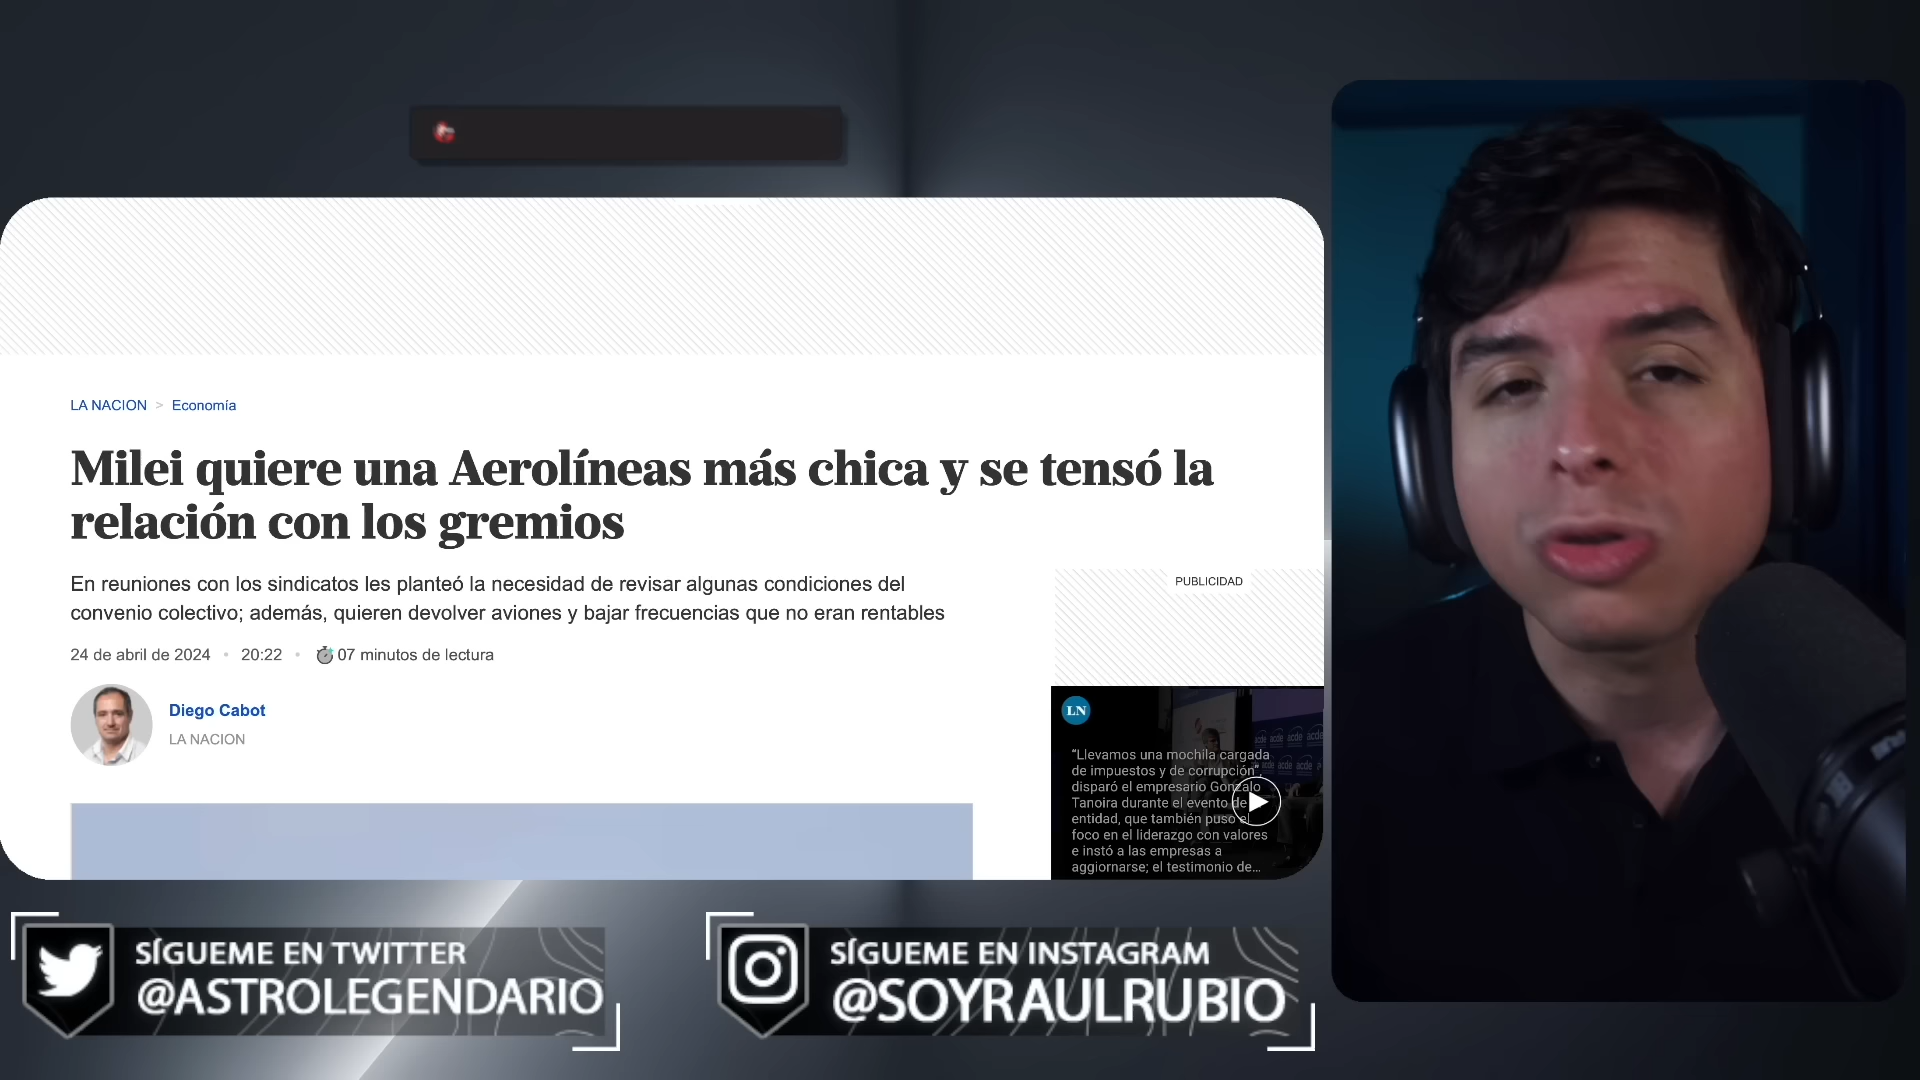 LA NACION > Economía
Milei quiere una Aerolíneas más chica y se tensó la
relación con los gremios
En reuniones con los sindicatos les planteó la necesidad de revisar algunas condiciones del
convenio colectivo; además, quieren devolver aviones y bajar frecuencias que no eran rentables
24 de abril de 2024 • 20:22 • 07 minutos de lectura
Diego Cabot
LA NACION
PUBLICIDAD
LN
“Llevamos una mochila cargada
de impuestos y de corrupción”,
disparó el empresario Gonzalo
Tanoira durante el evento de
entidad, que también puso el
foco en el liderazgo con valores
e instó a las empresas a
aggiornarse; el testimonio de...
SÍGUEME EN TWITTER
@ASTROLEGENDARIO
SÍGUEME EN INSTAGRAM
@SOYRAULRUBIO